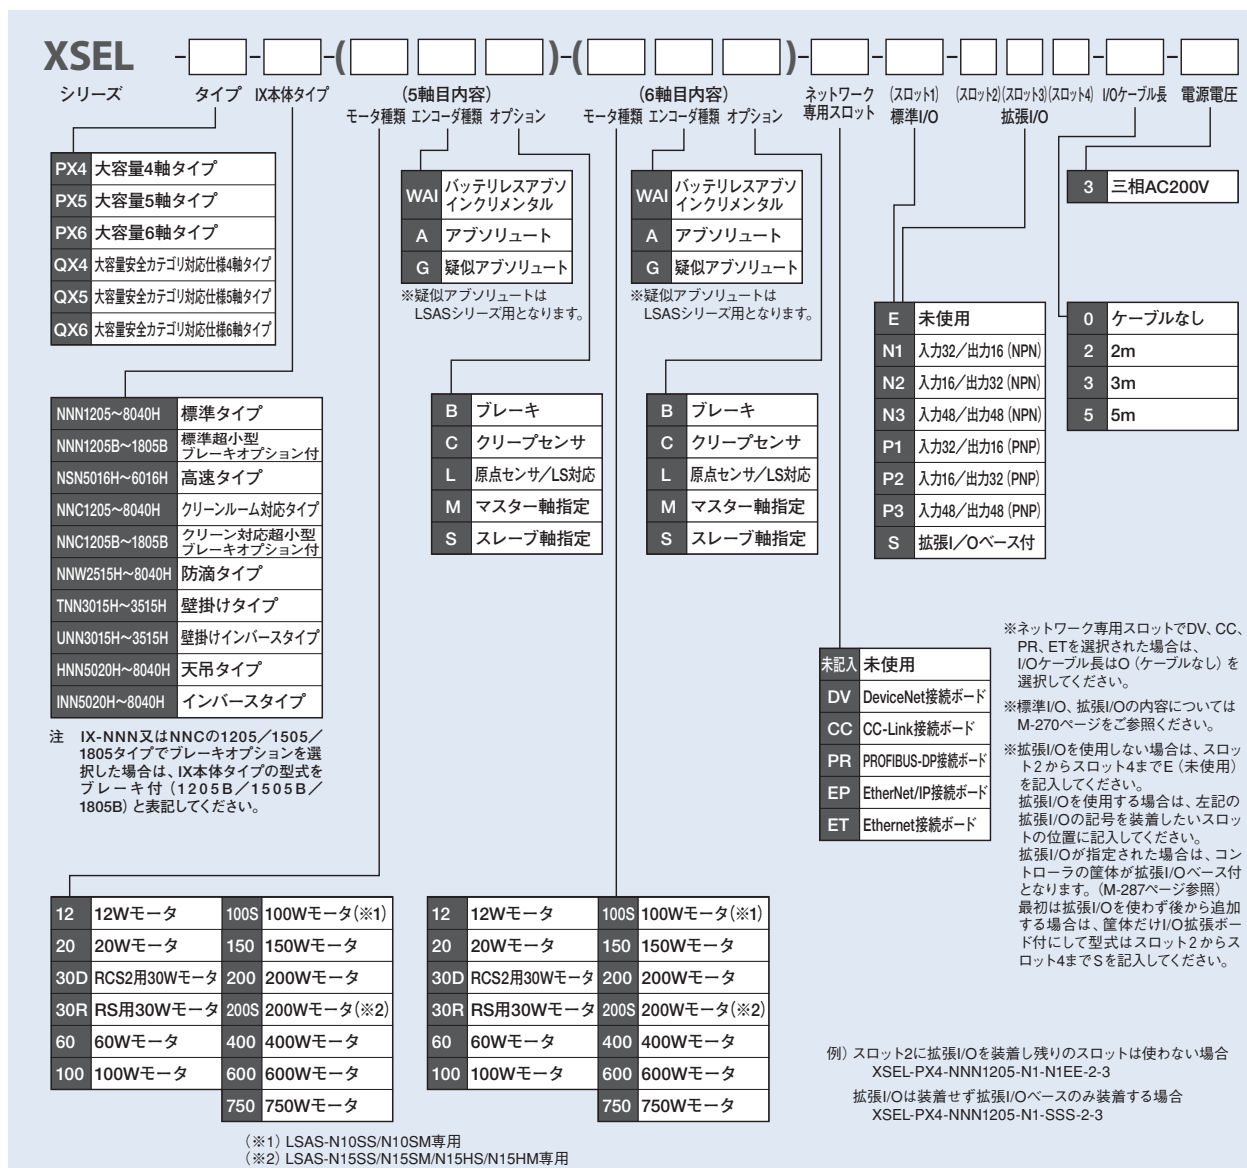 XSEL - - -( )-( )- - - - -
シリーズ タイプ IX本体タイプ (5軸目内容) (6軸目内容) ネットワーク専用スロット (スロット1)標準I/O (スロット2)(スロット3)(スロット4) 拡張I/O I/Oケーブル長 電源電圧
モータ種類 エンコーダ種類 オプション モータ種類 エンコーダ種類 オプション
PX4 大容量4軸タイプ
PX5 大容量5軸タイプ
PX6 大容量6軸タイプ
QX4 大容量安全カテゴリ対応仕様4軸タイプ
QX5 大容量安全カテゴリ対応仕様5軸タイプ
QX6 大容量安全カテゴリ対応仕様6軸タイプ
NNN1205～8040H 標準タイプ
NNN1205B～1805B 標準超小型ブレーキオプション付
NSN5016H～6016H 高速タイプ
NNC1205～8040H クリーンルーム対応タイプ
NNC1205B～1805B クリーン対応超小型ブレーキオプション付
NNW2515H～8040H 防滴タイプ
TNN3015H～3515H 壁掛けタイプ
UNN3015H～3515H 壁掛けインバースタイプ
HNN5020H～8040H 天吊タイプ
INN5020H～8040H インバースタイプ
注 IX-NNN又はNNCの1205／1505／
1805タイプでブレーキオプションを選
択した場合は、IX本体タイプの型式を
ブレーキ付（1205B／1505B／
1805B）と表記してください。
WAI バッテリレスアブソインクリメンタル
A アブソリュート
G 疑似アブソリュート
※疑似アブソリュートは
LSASシリーズ用となります。
B ブレーキ
C クリープセンサ
L 原点センサ/LS対応
M マスター軸指定
S スレーブ軸指定
WAI バッテリレスアブソインクリメンタル
A アブソリュート
G 疑似アブソリュート
※疑似アブソリュートは
LSASシリーズ用となります。
B ブレーキ
C クリープセンサ
L 原点センサ/LS対応
M マスター軸指定
S スレーブ軸指定
3 三相AC200V
E 未使用
N1 入力32／出力16（NPN）
N2 入力16／出力32（NPN）
N3 入力48／出力48（NPN）
P1 入力32／出力16（PNP）
P2 入力16／出力32（PNP）
P3 入力48／出力48（PNP）
S 拡張I／Oベース付
0 ケーブルなし
2 2m
3 3m
5 5m
未記入 未使用
DV DeviceNet接続ボード
CC CC-Link接続ボード
PR PROFIBUS-DP接続ボード
EP EtherNet/IP接続ボード
ET Ethernet接続ボード
※ネットワーク専用スロットでDV、CC、
PR、ETを選択された場合は、
I/Oケーブル長はO（ケーブルなし）を
選択してください。
※標準I/O、拡張I/Oの内容については
M-270ページをご参照ください。
※拡張I/Oを使用しない場合は、スロッ
ト2からスロット4までE（未使用）
を記入してください。
拡張I/Oを使用する場合は、左記の
拡張I/Oの記号を装着したいスロッ
トの位置に記入してください。
拡張I/Oが指定された場合は、コン
トローラの筐体が拡張I/Oベース付
となります。（M-287ページ参照）
最初は拡張I/Oを使わず後から追加
する場合は、筐体だけI/O拡張ボー
ド付にして型式はスロット2からス
ロット4までSを記入してください。
12 12Wモータ 100S 100Wモータ(※1)
20 20Wモータ 150 150Wモータ
30D RCS2用30Wモータ 200 200Wモータ
30R RS用30Wモータ 200S 200Wモータ(※2)
60 60Wモータ 400 400Wモータ
100 100Wモータ 600 600Wモータ
750 750Wモータ
12 12Wモータ 100S 100Wモータ(※1)
20 20Wモータ 150 150Wモータ
30D RCS2用30Wモータ 200 200Wモータ
30R RS用30Wモータ 200S 200Wモータ(※2)
60 60Wモータ 400 400Wモータ
100 100Wモータ 600 600Wモータ
750 750Wモータ
（※1）LSAS-N10SS/N10SM専用
（※2）LSAS-N15SS/N15SM/N15HS/N15HM専用
例）スロット2に拡張I/Oを装着し残りのスロットは使わない場合
XSEL-PX4-NNN1205-N1-N1EE-2-3
拡張I/Oは装着せず拡張I/Oベースのみ装着する場合
XSEL-PX4-NNN1205-N1-SSS-2-3